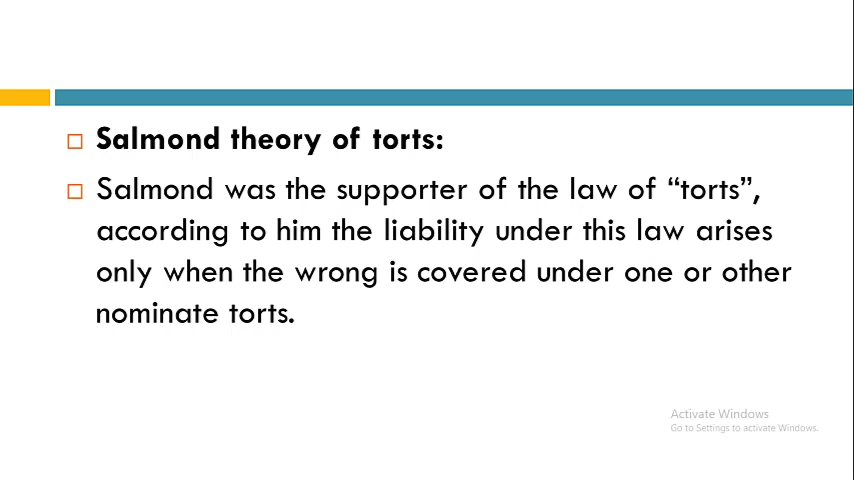 Salmond theory of torts:
Salmond was the supporter of the law of “torts”,
according to him the liability under this law arises
only when the wrong is covered under one or other
nominate torts.
Activate Windows
Go to Settings to activate Windows.